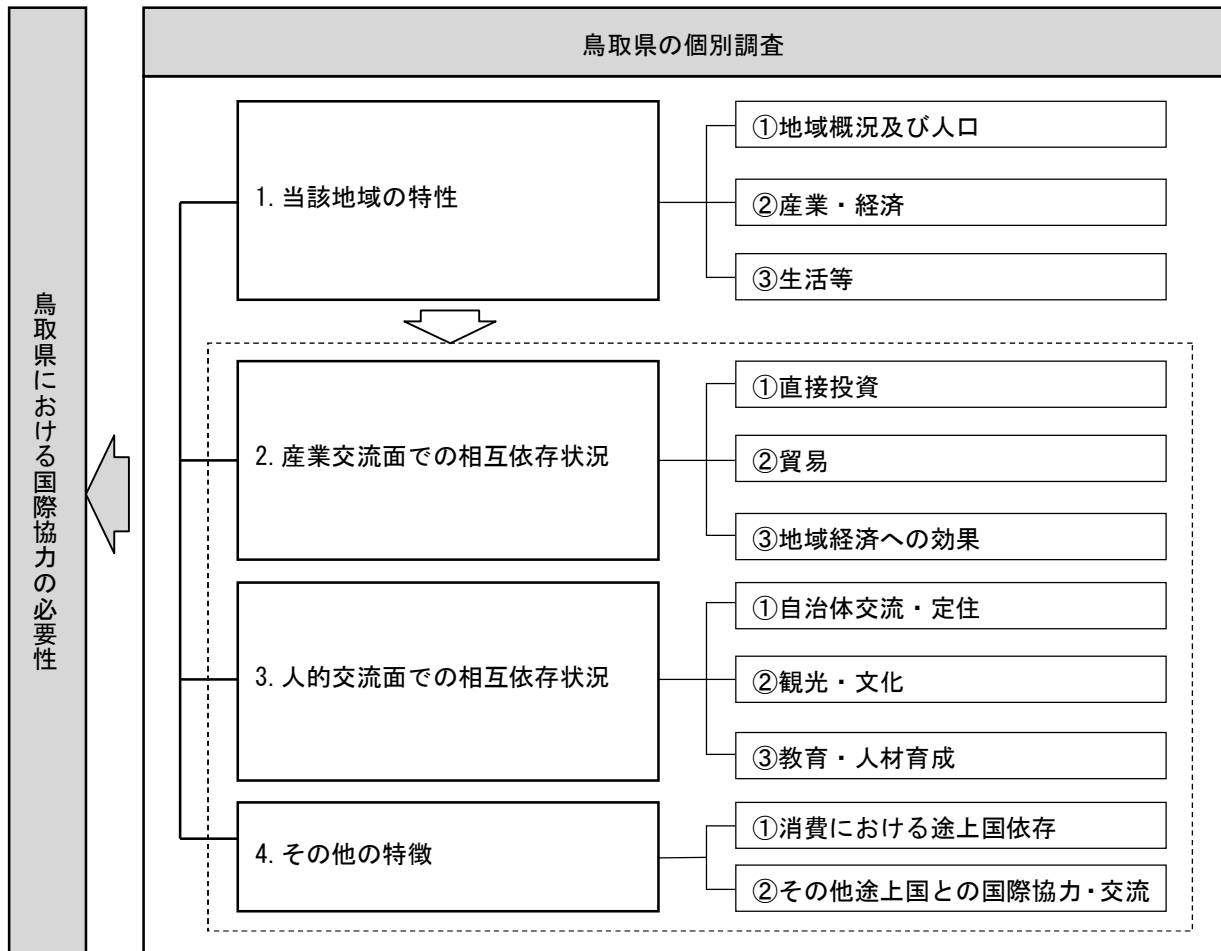 鳥取県の個別調査
鳥取県における国際協力の必要性
1. 当該地域の特性
①地域概況及び人口
②産業・経済
③生活等
2. 産業交流面での相互依存状況
①直接投資
②貿易
③地域経済への効果
3. 人的交流面での相互依存状況
①自治体交流・定住
②観光・文化
③教育・人材育成
4. その他の特徴
①消費における途上国依存
②その他途上国との国際協力・交流